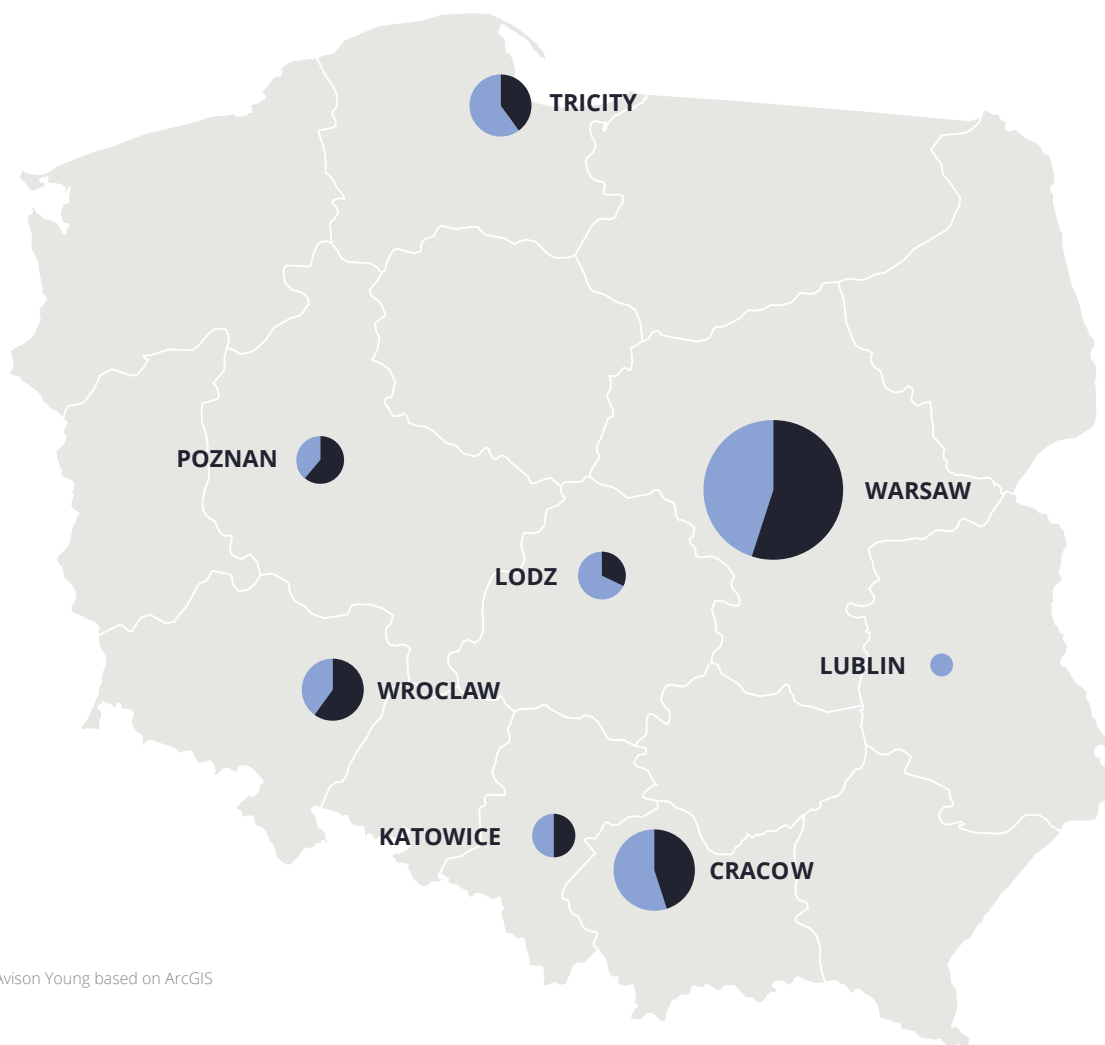 TRICITY
POZNAN
WARSAW
LODZ
LUBLIN
WROCLAW
KATOWICE
CRACOW
Avison Young based on ArcGIS